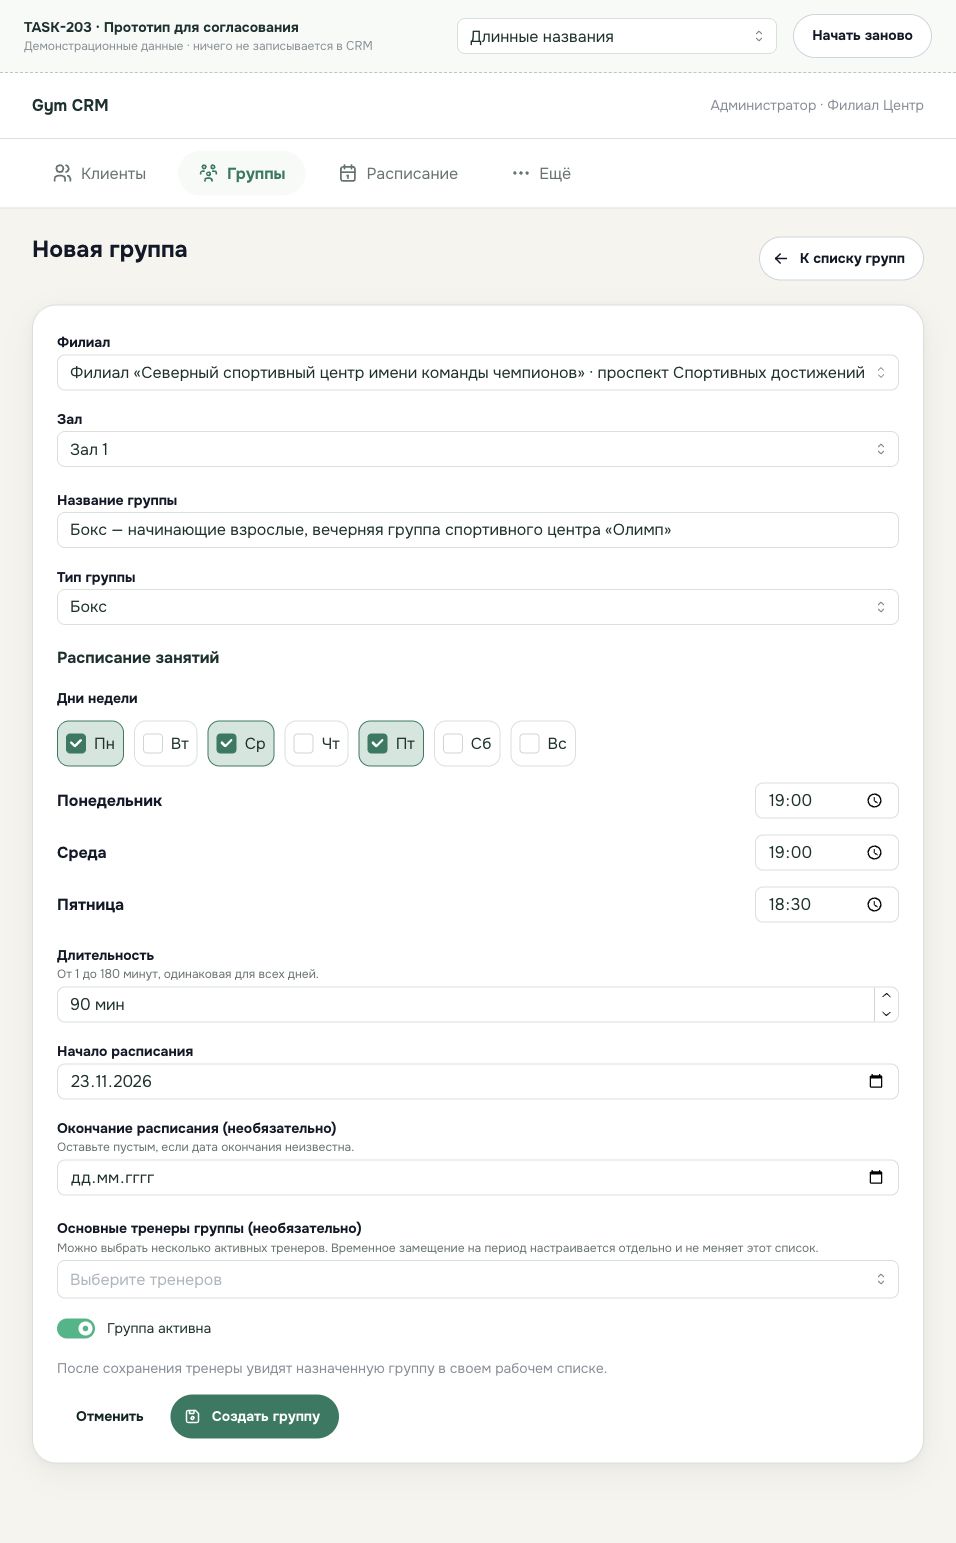 TASK-203 · Прототип для согласования
Демонстрационные данные · ничего не записывается в CRM
Длинные названия
Начать заново
Gym CRM
Администратор · Филиал Центр
Клиенты
Группы
Расписание
Ещё
Новая группа
К списку групп
Филиал
Филиал «Северный спортивный центр имени команды чемпионов» · проспект Спортивных достижений
Зал
Зал 1
Название группы
Бокс — начинающие взрослые, вечерняя группа спортивного центра «Олимп»
Тип группы
Бокс
Расписание занятий
Дни недели
Пн
Вт
Ср
Чт
Пт
Сб
Вс
Понедельник
19:00
Среда
19:00
Пятница
18:30
Длительность
От 1 до 180 минут, одинаковая для всех дней.
90 мин
Начало расписания
23.11.2026
Окончание расписания (необязательно)
Оставьте пустым, если дата окончания неизвестна.
дд.мм.гггг
Основные тренеры группы (необязательно)
Можно выбрать несколько активных тренеров. Временное замещение на период настраивается отдельно и не меняет этот список.
Выберите тренеров
Группа активна
После сохранения тренеры увидят назначенную группу в своем рабочем списке.
Отменить
Создать группу